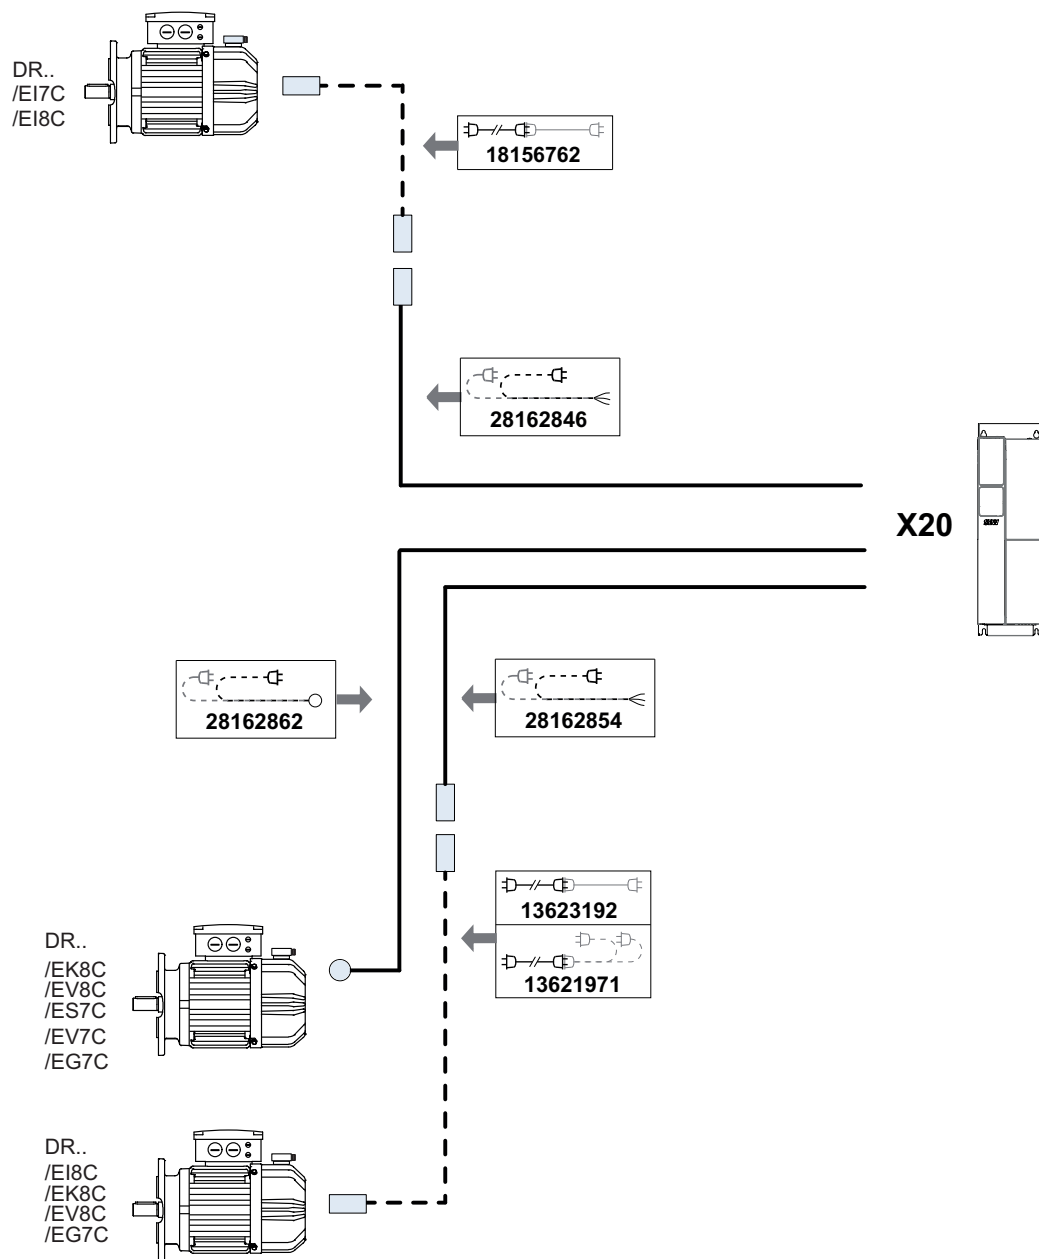 DR..
/EI7C
/EI8C
18156762
28162846
X20
28162862
28162854
13623192
13621971
DR..
/EK8C
/EV8C
/ES7C
/EV7C
/EG7C
DR..
/EI8C
/EK8C
/EV8C
/EG7C